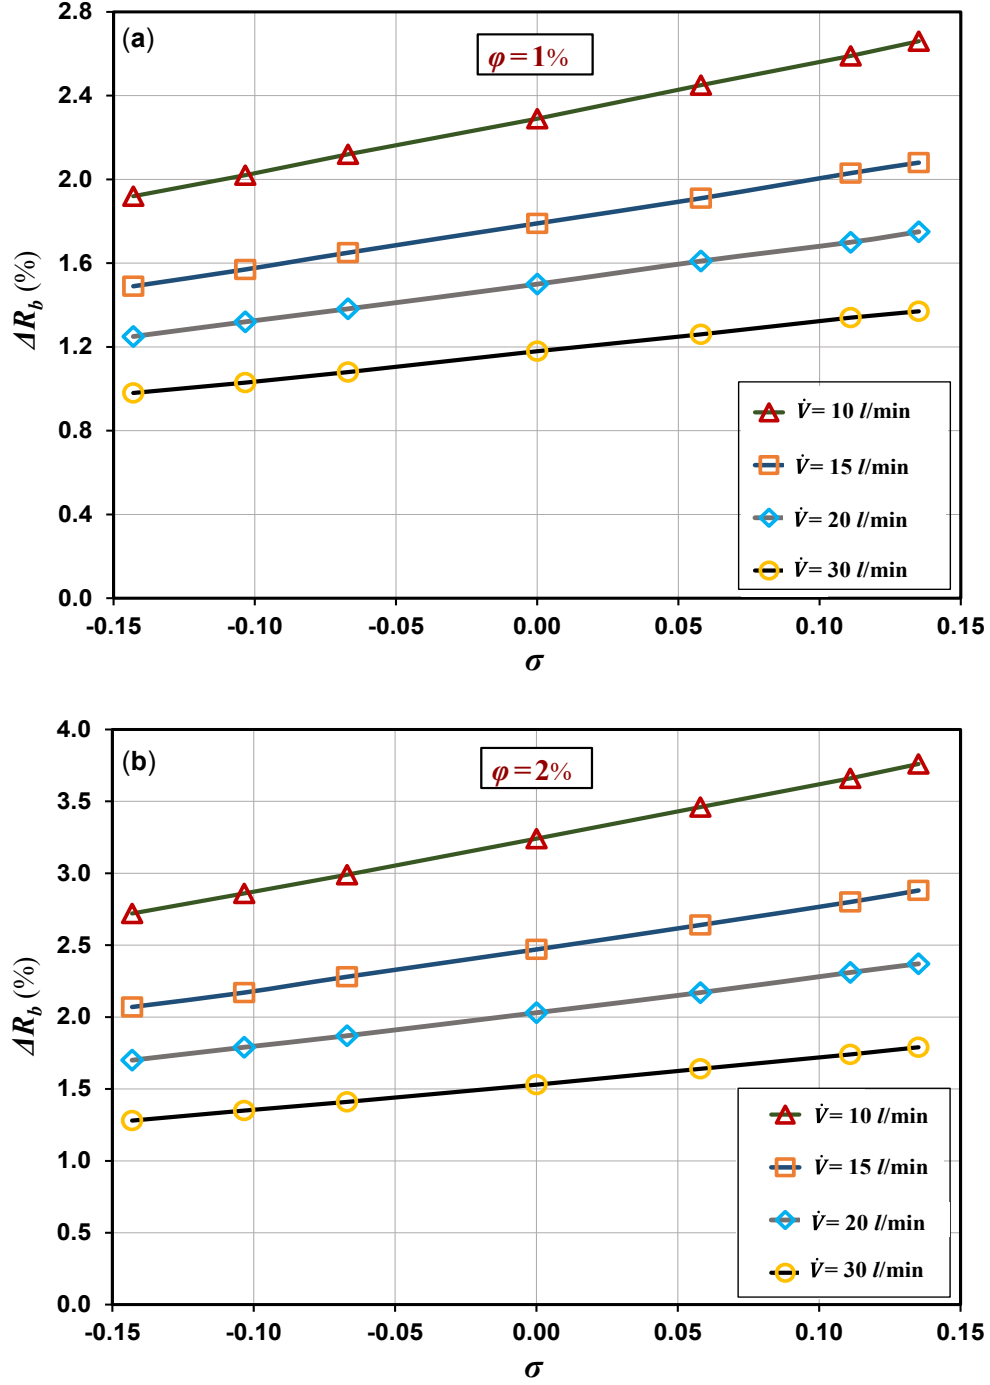 (a)
φ = 1%
2.8
2.4
2.0
1.6
1.2
0.8
0.4
0.0
ΔR_b (%)
V̇ = 10 l/min
V̇ = 15 l/min
V̇ = 20 l/min
V̇ = 30 l/min
-0.15 -0.10 -0.05 0.00 0.05 0.10 0.15
σ
(b)
φ = 2%
4.0
3.5
3.0
2.5
2.0
1.5
1.0
0.5
0.0
ΔR_b (%)
V̇ = 10 l/min
V̇ = 15 l/min
V̇ = 20 l/min
V̇ = 30 l/min
-0.15 -0.10 -0.05 0.00 0.05 0.10 0.15
σ